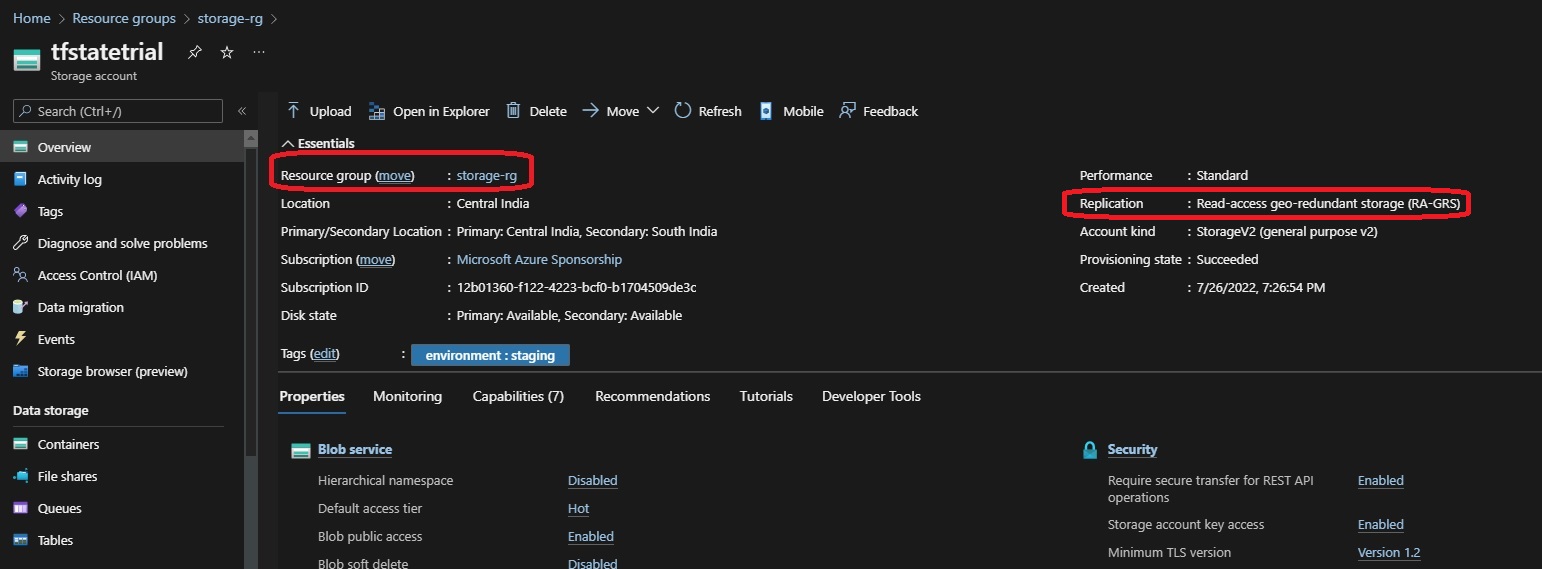 Home > Resource groups > storage-rg >
tfstatetrial ...
Storage account
Search (Ctrl+/) «
Overview
Activity log
Tags
Diagnose and solve problems
Access Control (IAM)
Data migration
Events
Storage browser (preview)
Data storage
Containers
File shares
Queues
Tables
Upload Open in Explorer Delete Move Refresh Mobile Feedback
Essentials
Resource group (move) : storage-rg
Location : Central India
Primary/Secondary Location : Primary: Central India, Secondary: South India
Subscription (move) : Microsoft Azure Sponsorship
Subscription ID : 12b01360-f122-4223-bcf0-b1704509de3c
Disk state : Primary: Available, Secondary: Available
Tags (edit) : environment : staging
Performance : Standard
Replication : Read-access geo-redundant storage (RA-GRS)
Account kind : StorageV2 (general purpose v2)
Provisioning state : Succeeded
Created : 7/26/2022, 7:26:54 PM
Properties Monitoring Capabilities (7) Recommendations Tutorials Developer Tools
Blob service
Hierarchical namespace Disabled
Default access tier Hot
Blob public access Enabled
Blob soft delete Disabled
Security
Require secure transfer for REST API operations Enabled
Storage account key access Enabled
Minimum TLS version Version 1.2